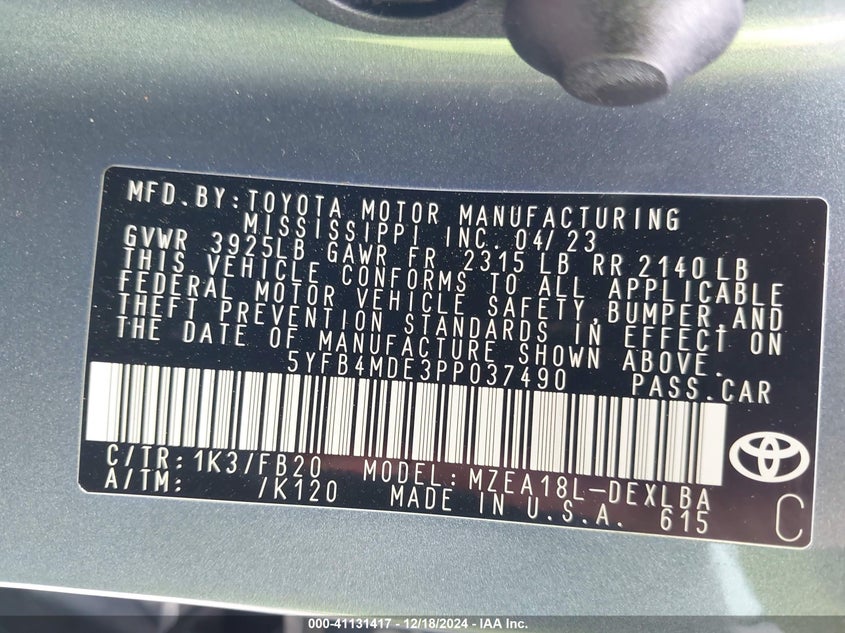 MFD.BY:TOYOTA MOTOR MANUFACTURING
MISSISSIPPI INC. 04/23
GVWR 3925LB GAWR FR 2315LB RR 2140LB
THIS VEHICLE CONFORMS TO ALL APPLICABLE
FEDERAL MOTOR VEHICLE SAFETY,BUMPER,AND
THEFT PREVENTION STANDARDS IN EFFECT ON
THE DATE OF MANUFACTURE SHOWN ABOVE.
5YFB4MDE3PP037490 PASS.CAR
C/TR:1K3/FB20 MODEL:MZEA18L-DEXLBA
A/TM: /K120 MADE IN U.S.A. 615
C
000-41131417 - 12/18/2024 - IAA Inc.